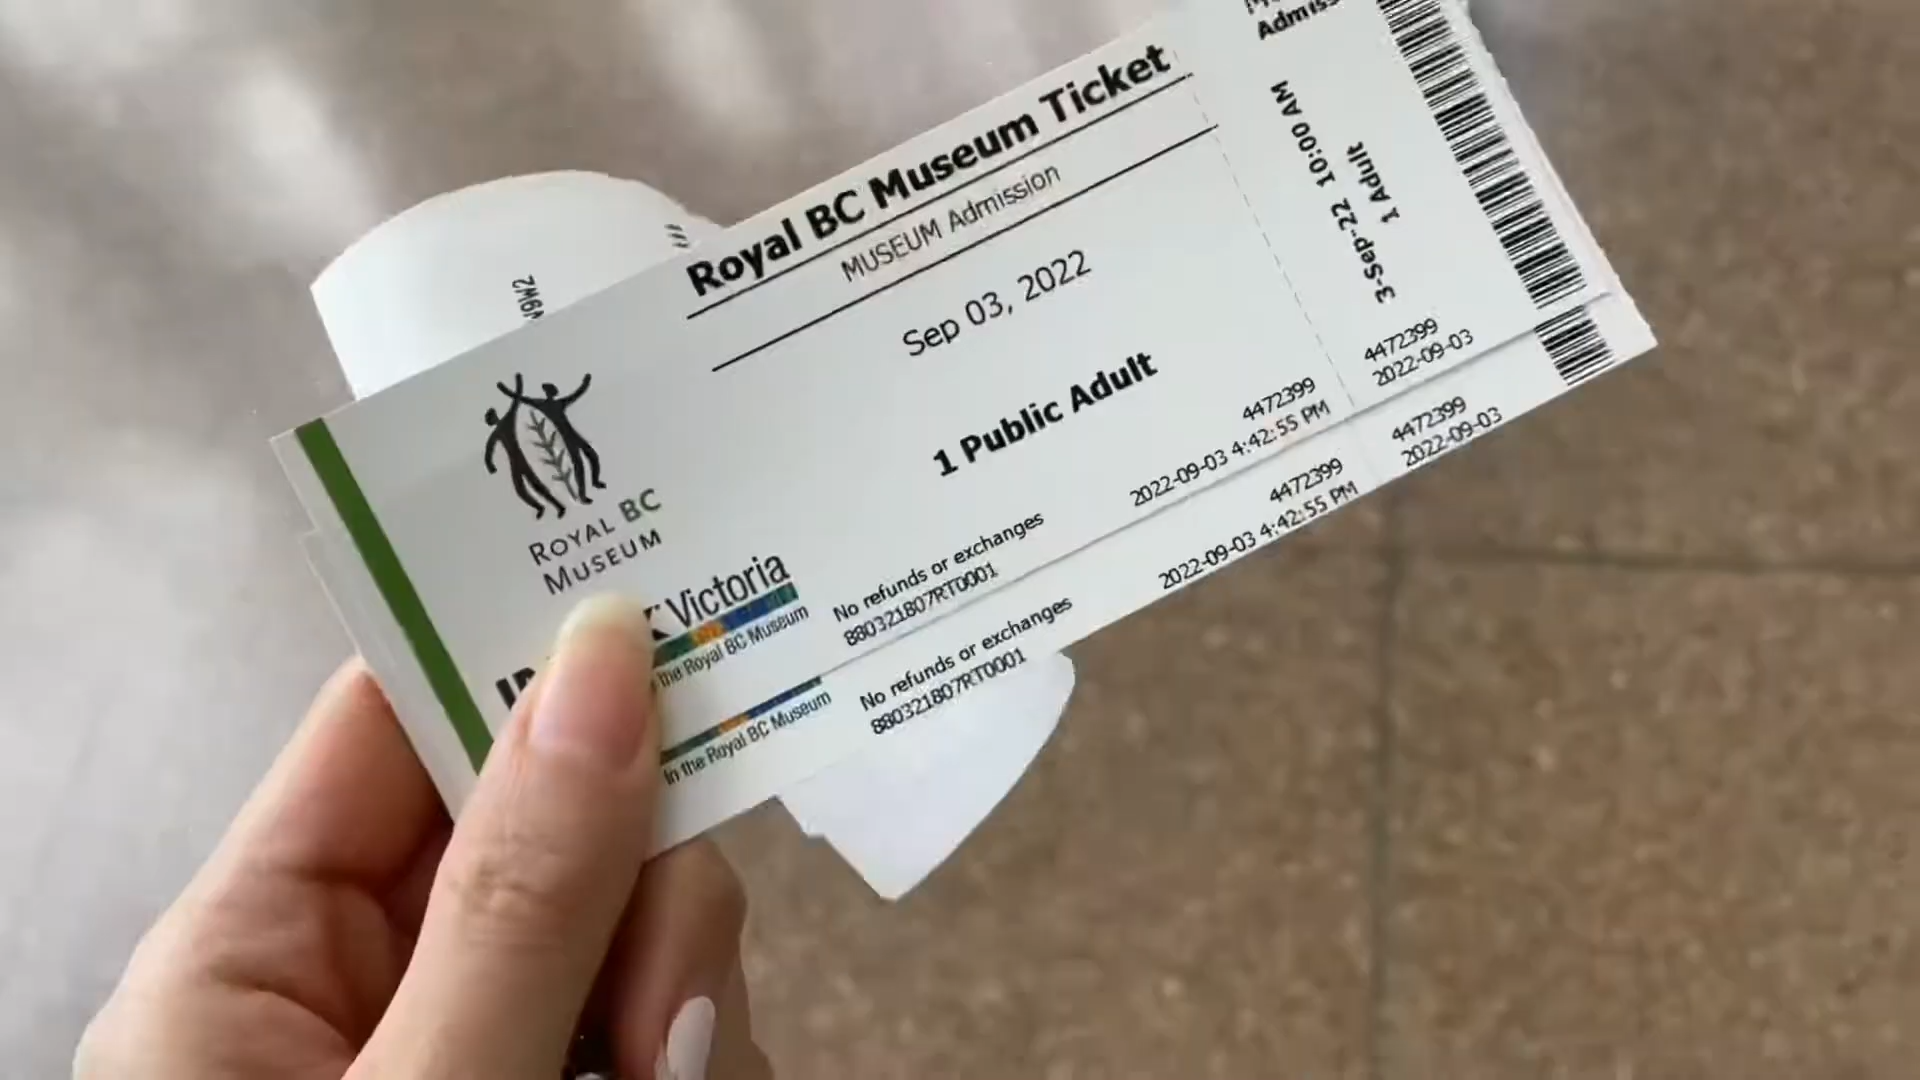 Royal BC Museum Ticket
MUSEUM Admission
Sep 03, 2022
1 Public Adult
ROYAL BC
MUSEUM
Victoria
the Royal BC Museum
No refunds or exchanges
880321807RT0001
4472399
2022-09-03 4:42:55 PM
Admiss
3-Sep-22 10:00 AM
1 Adult
4472399
2022-09-03
In the Royal BC Museum
No refunds or exchanges
880321807RT0001
4472399
2022-09-03 4:42:55 PM
4472399
2022-09-03